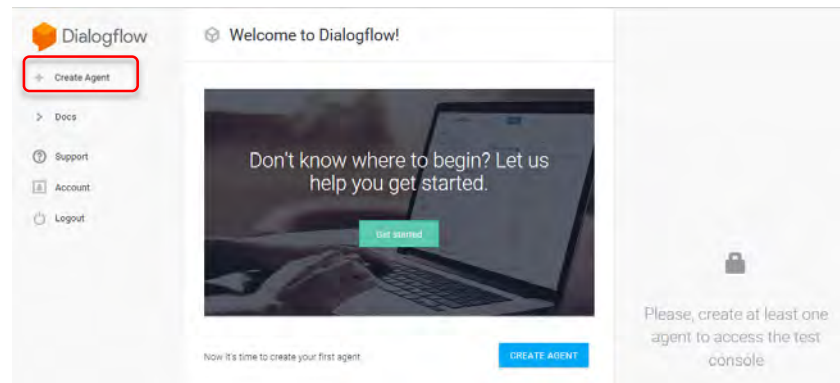 Dialogflow
Create Agent
Docs
Support
Account
Logout
Welcome to Dialogflow!
Don't know where to begin? Let us
help you get started.
Get started
Now it's time to create your first agent.
CREATE AGENT
Please, create at least one
agent to access the test
console